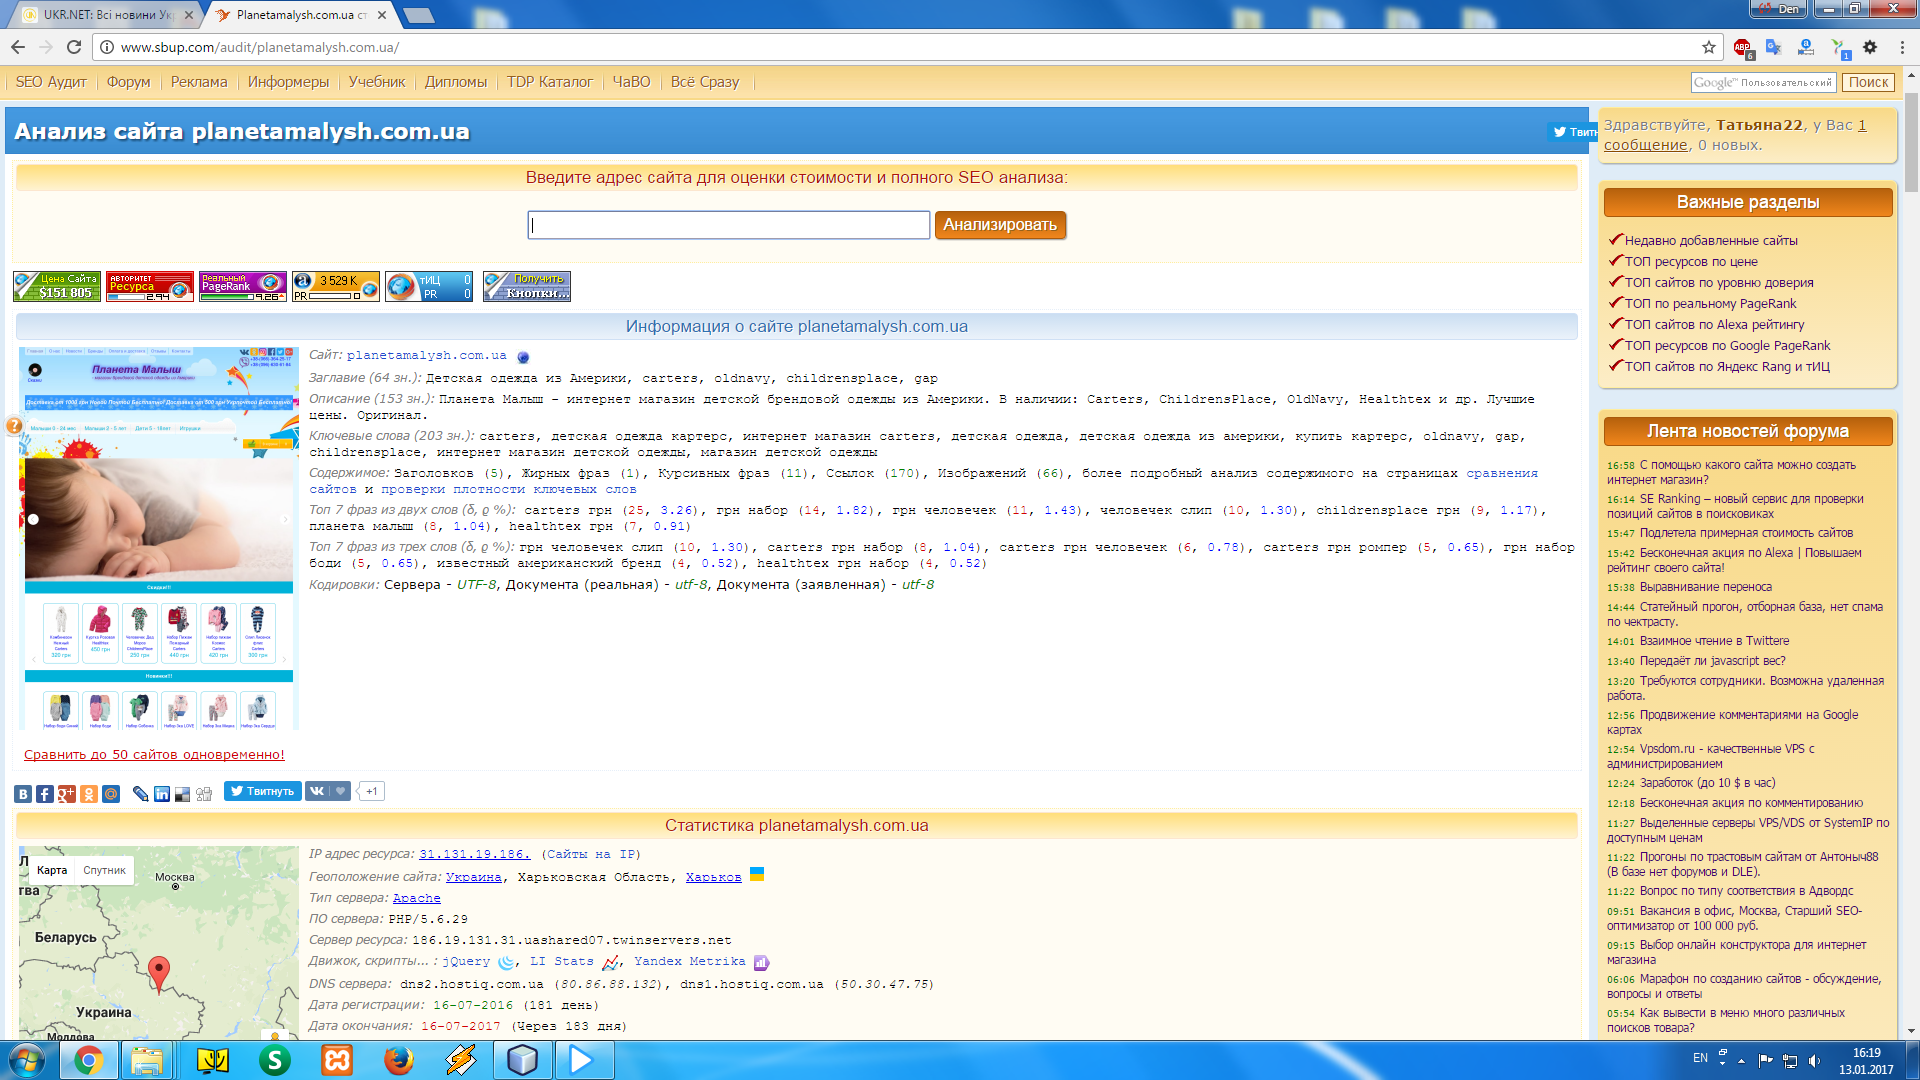 UKR.NET: Всі новини Укр
Planetamalysh.com.ua ст
Den
www.sbup.com/audit/planetamalysh.com.ua/
SEO Аудит
Форум
Реклама
Информеры
Учебник
Дипломы
TDP Каталог
ЧаВО
Всё Сразу
Google™ Пользовательский
Поиск
Анализ сайта planetamalysh.com.ua
Твитн
Введите адрес сайта для оценки стоимости и полного SEO анализа:
Анализировать
Цена Сайта
$151 805
АВТОРИТЕТ
Ресурса
2.94
Реальный
PageRank
9.26
3 529 K
PR 0
тИЦ 0
PR 0
Получить
Кнопки...
Информация о сайте planetamalysh.com.ua
Планета Малыш
Скидки!!!
Новинки!!!
Сайт: planetamalysh.com.ua
Заглавие (64 зн.): Детская одежда из Америки, carters, oldnavy, childrensplace, gap
Описание (153 зн.): Планета Малыш - интернет магазин детской брендовой одежды из Америки. В наличии: Carters, ChildrensPlace, OldNavy, Healthtex и др. Лучшие
цены. Оригинал.
Ключевые слова (203 зн.): carters, детская одежда картерс, интернет магазин carters, детская одежда, детская одежда из америки, купить картерс, oldnavy, gap,
childrensplace, интернет магазин детской одежды, магазин детской одежды
Содержимое: Заголовков (5), Жирных фраз (1), Курсивных фраз (11), Ссылок (170), Изображений (66), более подробный анализ содержимого на страницах сравнения
сайтов и проверки плотности ключевых слов
Топ 7 фраз из двух слов (δ, ϱ %): carters грн (25, 3.26), грн набор (14, 1.82), грн человечек (11, 1.43), человечек слип (10, 1.30), childrensplace грн (9, 1.17),
планета малыш (8, 1.04), healthtex грн (7, 0.91)
Топ 7 фраз из трех слов (δ, ϱ %): грн человечек слип (10, 1.30), carters грн набор (8, 1.04), carters грн человечек (6, 0.78), carters грн ромпер (5, 0.65), грн набор
боди (5, 0.65), известный американский бренд (4, 0.52), healthtex грн набор (4, 0.52)
Кодировки: Сервера - UTF-8, Документа (реальная) - utf-8, Документа (заявленная) - utf-8
Сравнить до 50 сайтов одновременно!
Твитнуть
+1
Статистика planetamalysh.com.ua
Карта
Спутник
Москва
Беларусь
Украина
Молдова
IP адрес ресурса: 31.131.19.186. (Сайты на IP)
Геоположение сайта: Украина, Харьковская Область, Харьков
Тип сервера: Apache
ПО сервера: PHP/5.6.29
Сервер ресурса: 186.19.131.31.uashared07.twinservers.net
Движок, скрипты... : jQuery , LI Stats , Yandex Metrika
DNS сервера: dns2.hostiq.com.ua (80.86.88.132), dns1.hostiq.com.ua (50.30.47.75)
Дата регистрации: 16-07-2016 (181 день)
Дата окончания: 16-07-2017 (Через 183 дня)
Здравствуйте, Татьяна22, у Вас 1
сообщение, 0 новых.
Важные разделы
Недавно добавленные сайты
ТОП ресурсов по цене
ТОП сайтов по уровню доверия
ТОП по реальному PageRank
ТОП сайтов по Alexa рейтингу
ТОП ресурсов по Google PageRank
ТОП сайтов по Яндекс Rang и тИЦ
Лента новостей форума
16:58 С помощью какого сайта можно создать
интернет магазин?
16:14 SE Ranking – новый сервис для проверки
позиций сайтов в поисковиках
15:47 Подлетела примерная стоимость сайтов
15:42 Бесконечная акция по Alexa | Повышаем
рейтинг своего сайта!
15:38 Выравнивание переноса
14:44 Статейный прогон, отборная база, нет спама
по чектрасту.
14:01 Взаимное чтение в Твиттере
13:40 Передаёт ли javascript вес?
13:20 Требуются сотрудники. Возможна удаленная
работа.
12:56 Продвижение комментариями на Google
картах
12:54 Vpsdom.ru - качественные VPS с
администрированием
12:24 Заработок (до 10 $ в час)
12:18 Бесконечная акция по комментированию
11:27 Выделенные серверы VPS/VDS от SystemIP по
доступным ценам
11:22 Прогоны по трастовым сайтам от Антоныч88
(В базе нет форумов и DLE).
11:22 Вопрос по типу соответствия в Адвордс
09:51 Вакансия в офис, Москва, Старший SEO-
оптимизатор от 100 000 руб.
09:15 Выбор онлайн конструктора для интернет
магазина
06:06 Марафон по созданию сайтов - обсуждение,
вопросы и ответы
05:54 Как вывести в меню много различных
поисков товара?
EN
16:19
13.01.2017